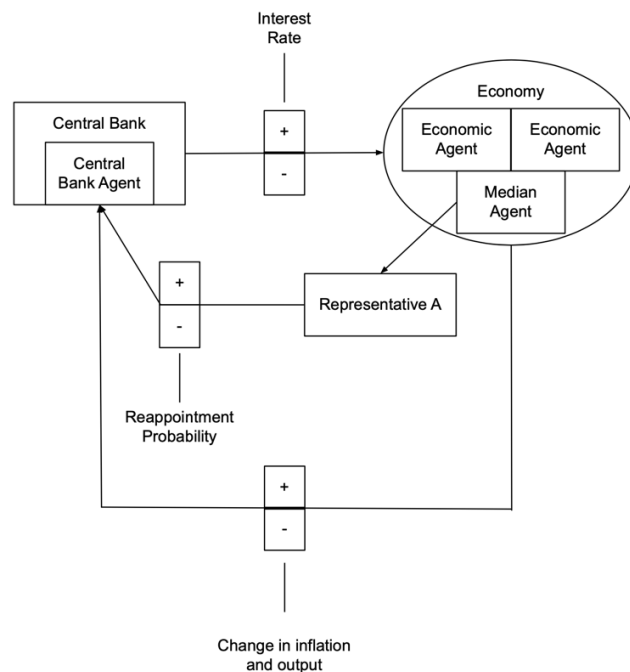 Interest
Rate
Central Bank
Central
Bank Agent
+
-
Economy
Economic
Agent
Economic
Agent
Median
Agent
+
-
Representative A
Reappointment
Probability
+
-
Change in inflation
and output